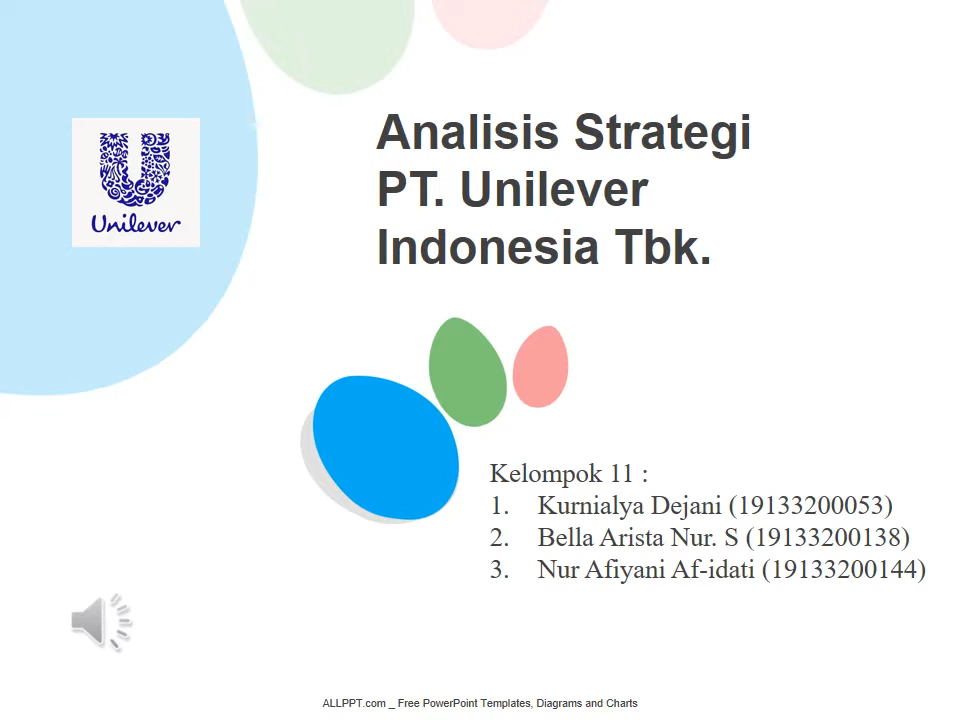 Unilever
Analisis Strategi
PT. Unilever
Indonesia Tbk.
Kelompok 11 :
1. Kurnialya Dejani (19133200053)
2. Bella Arista Nur. S (19133200138)
3. Nur Afiyani Af-idati (19133200144)
ALLPPT.com _ Free PowerPoint Templates, Diagrams and Charts